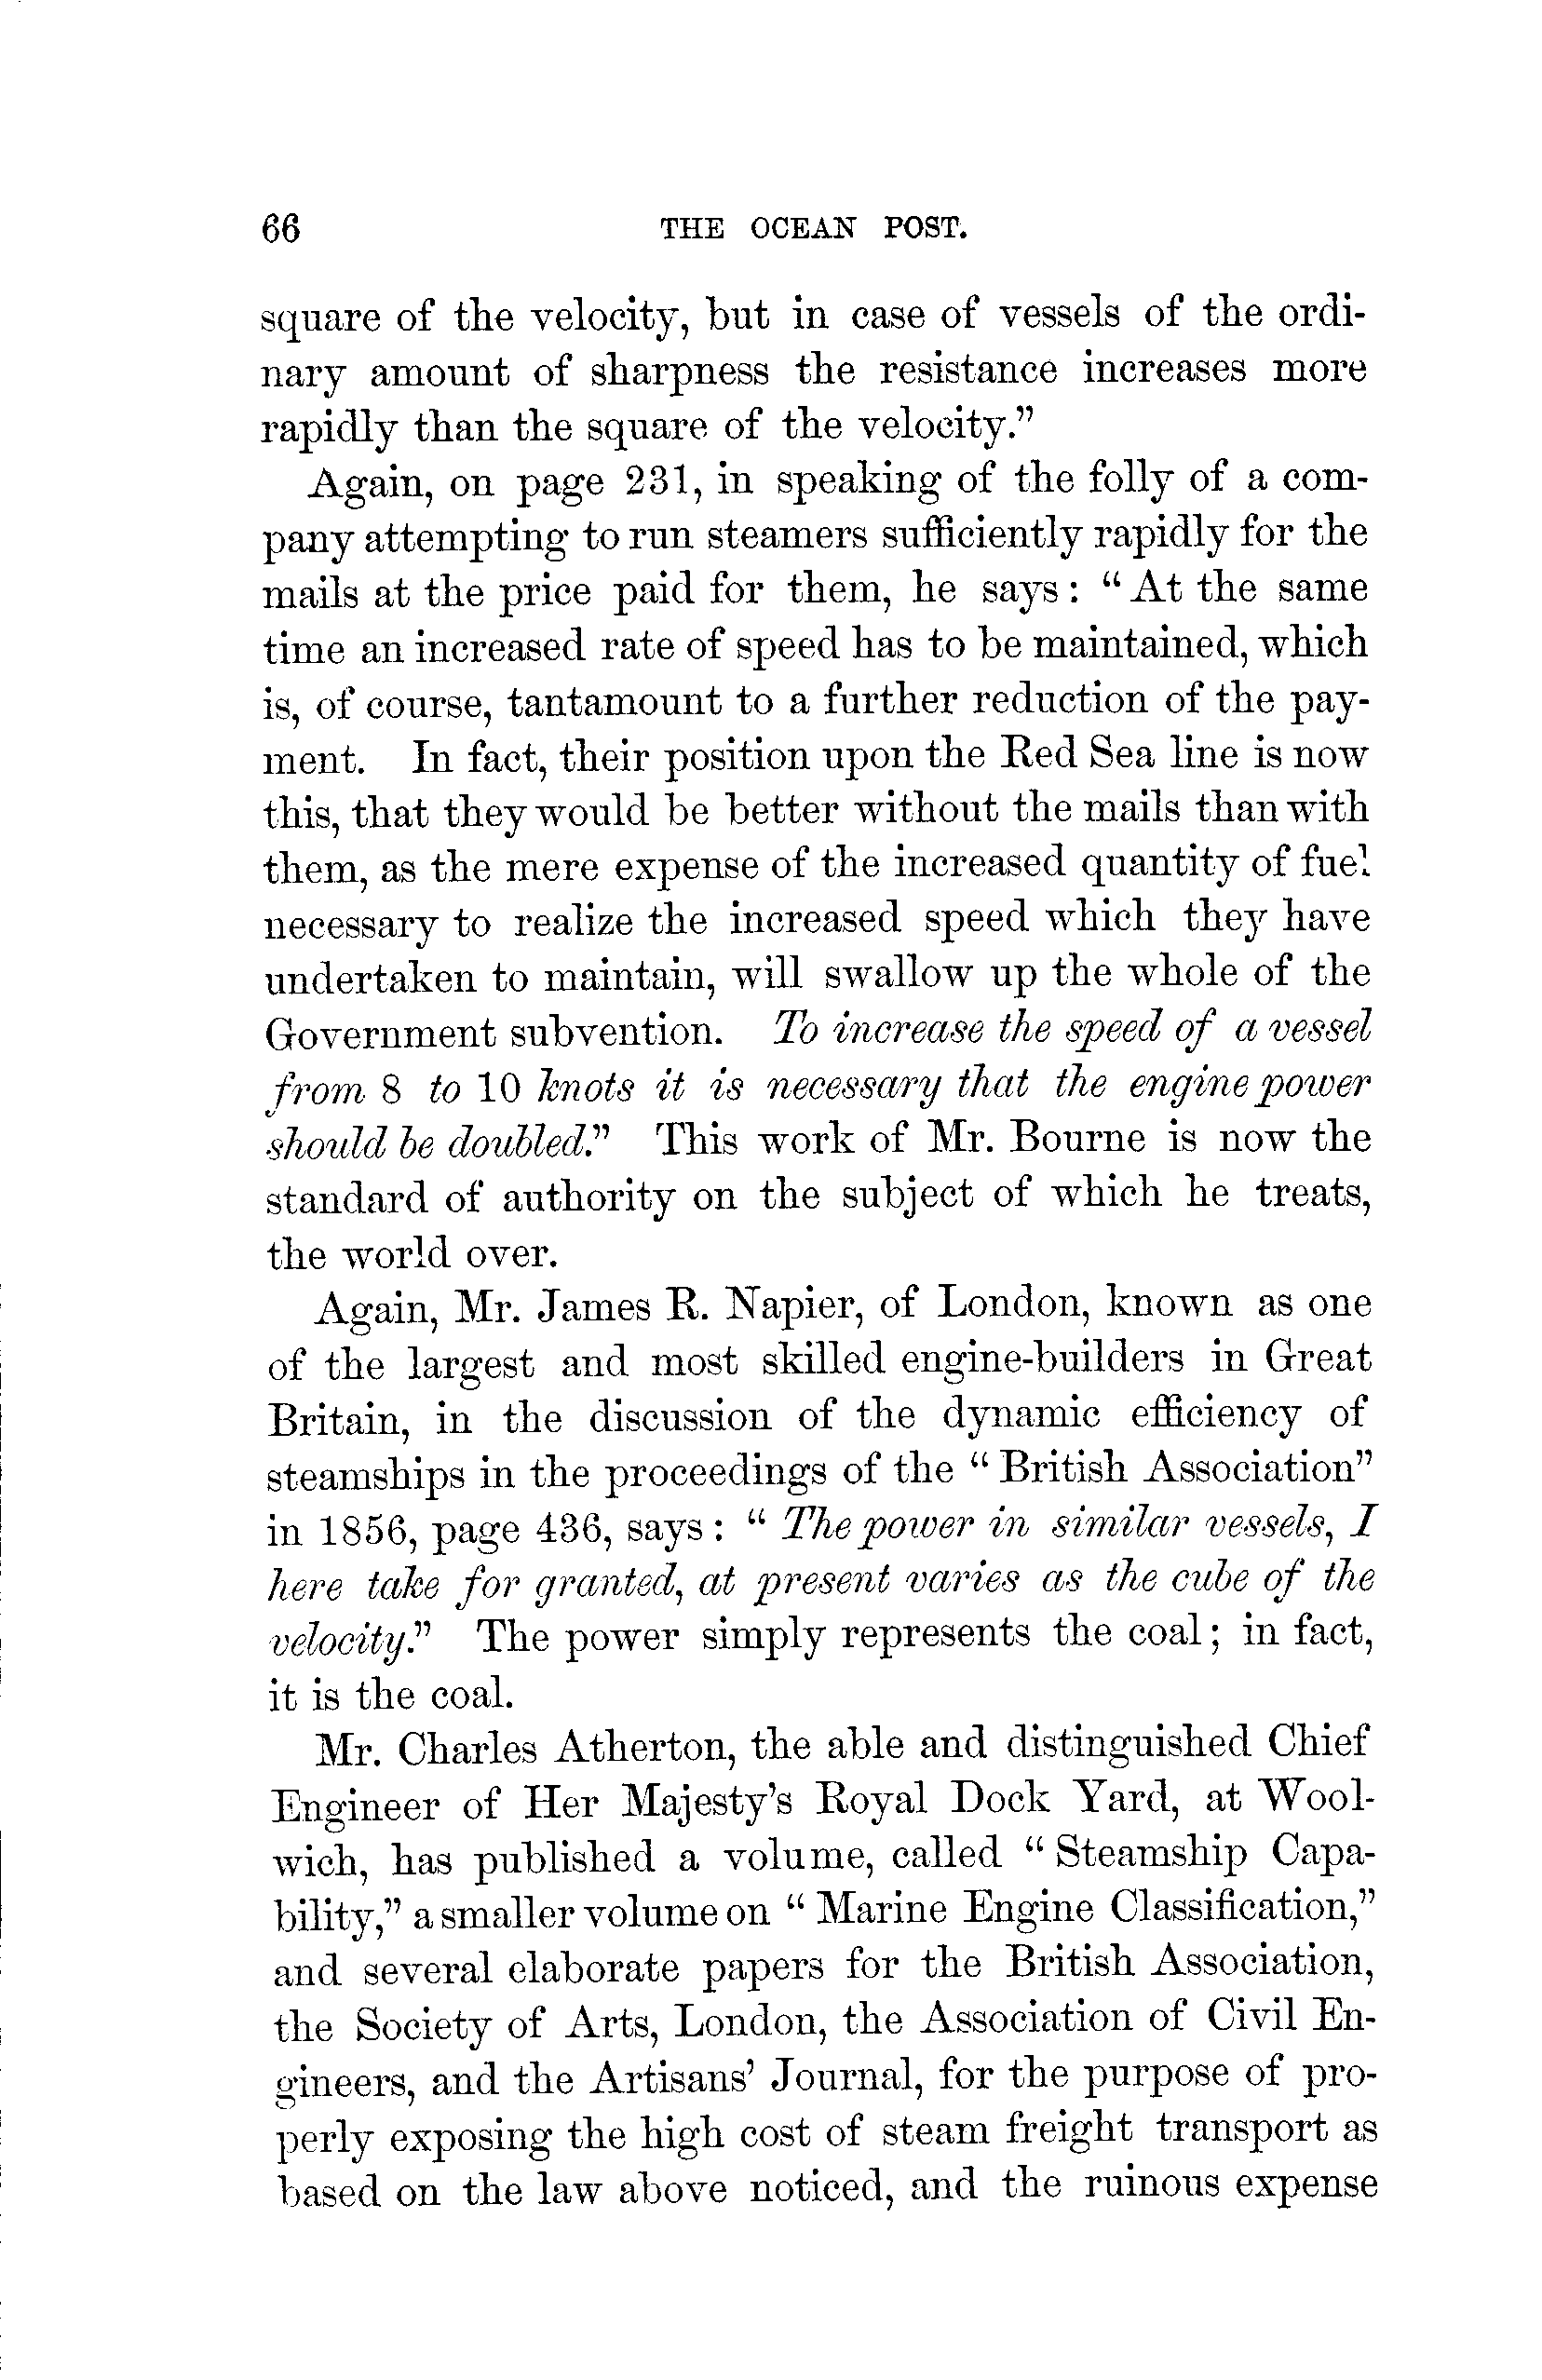 66 THE OCEAN POST.
square of the velocity, but in case of vessels of the ordi-
nary amount of sharpness the resistance increases more
rapidly than the square of the velocity."
Again, on page 231, in speaking of the folly of a com-
pany attempting to run steamers sufficiently rapidly for the
mails at the price paid for them, he says: "At the same
time an increased rate of speed has to be maintained, which
is, of course, tantamount to a further reduction of the pay-
ment. In fact, their position upon the Red Sea line is now
this, that they would be better without the mails than with
them, as the mere expense of the increased quantity of fuel
necessary to realize the increased speed which they have
undertaken to maintain, will swallow up the whole of the
Government subvention. To increase the speed of a vessel
from 8 to 10 knots it is necessary that the engine power
should be doubled." This work of Mr. Bourne is now the
standard of authority on the subject of which he treats,
the world over.
Again, Mr. James R. Napier, of London, known as one
of the largest and most skilled engine-builders in Great
Britain, in the discussion of the dynamic efficiency of
steamships in the proceedings of the "British Association"
in 1856, page 436, says: "The power in similar vessels, I
here take for granted, at present varies as the cube of the
velocity." The power simply represents the coal; in fact,
it is the coal.
Mr. Charles Atherton, the able and distinguished Chief
Engineer of Her Majesty's Royal Dock Yard, at Wool-
wich, has published a volume, called "Steamship Capa-
bility," a smaller volume on "Marine Engine Classification,"
and several elaborate papers for the British Association,
the Society of Arts, London, the Association of Civil En-
gineers, and the Artisans' Journal, for the purpose of pro-
perly exposing the high cost of steam freight transport as
based on the law above noticed, and the ruinous expense